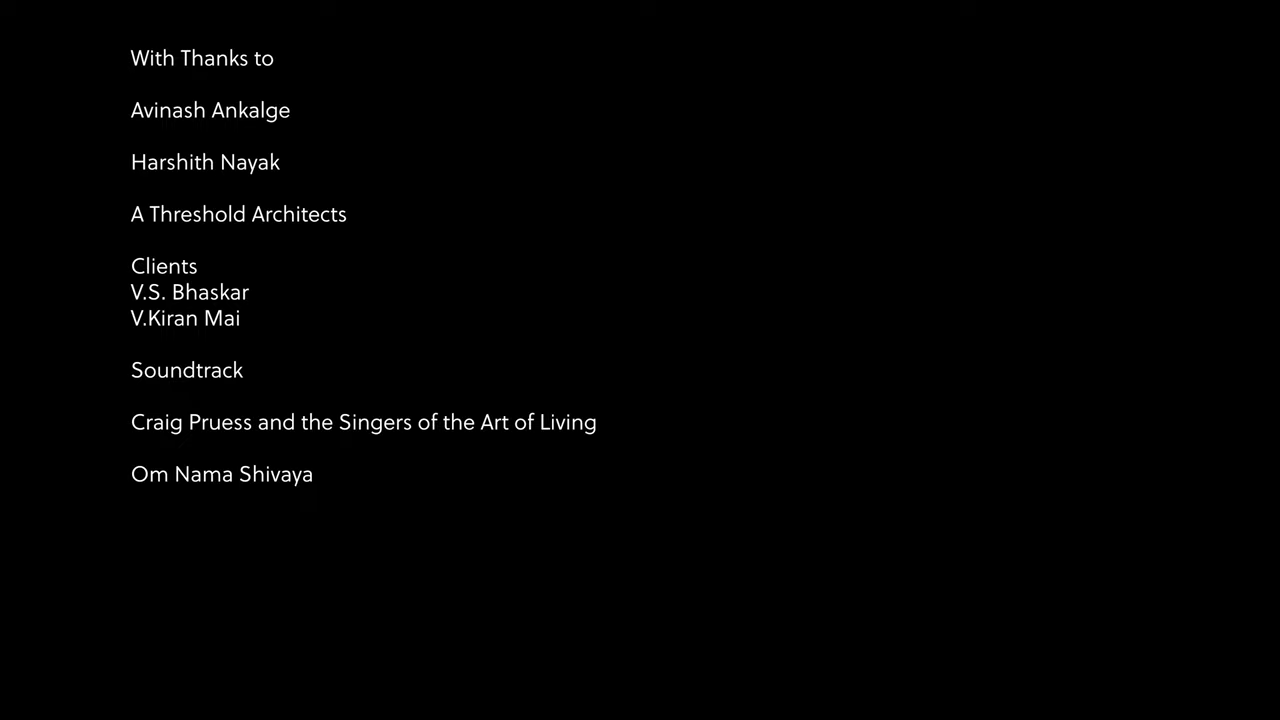 With Thanks to
Avinash Ankalge
Harshith Nayak
A Threshold Architects
Clients
V.S. Bhaskar
V.Kiran Mai
Soundtrack
Craig Pruess and the Singers of the Art of Living
Om Nama Shivaya